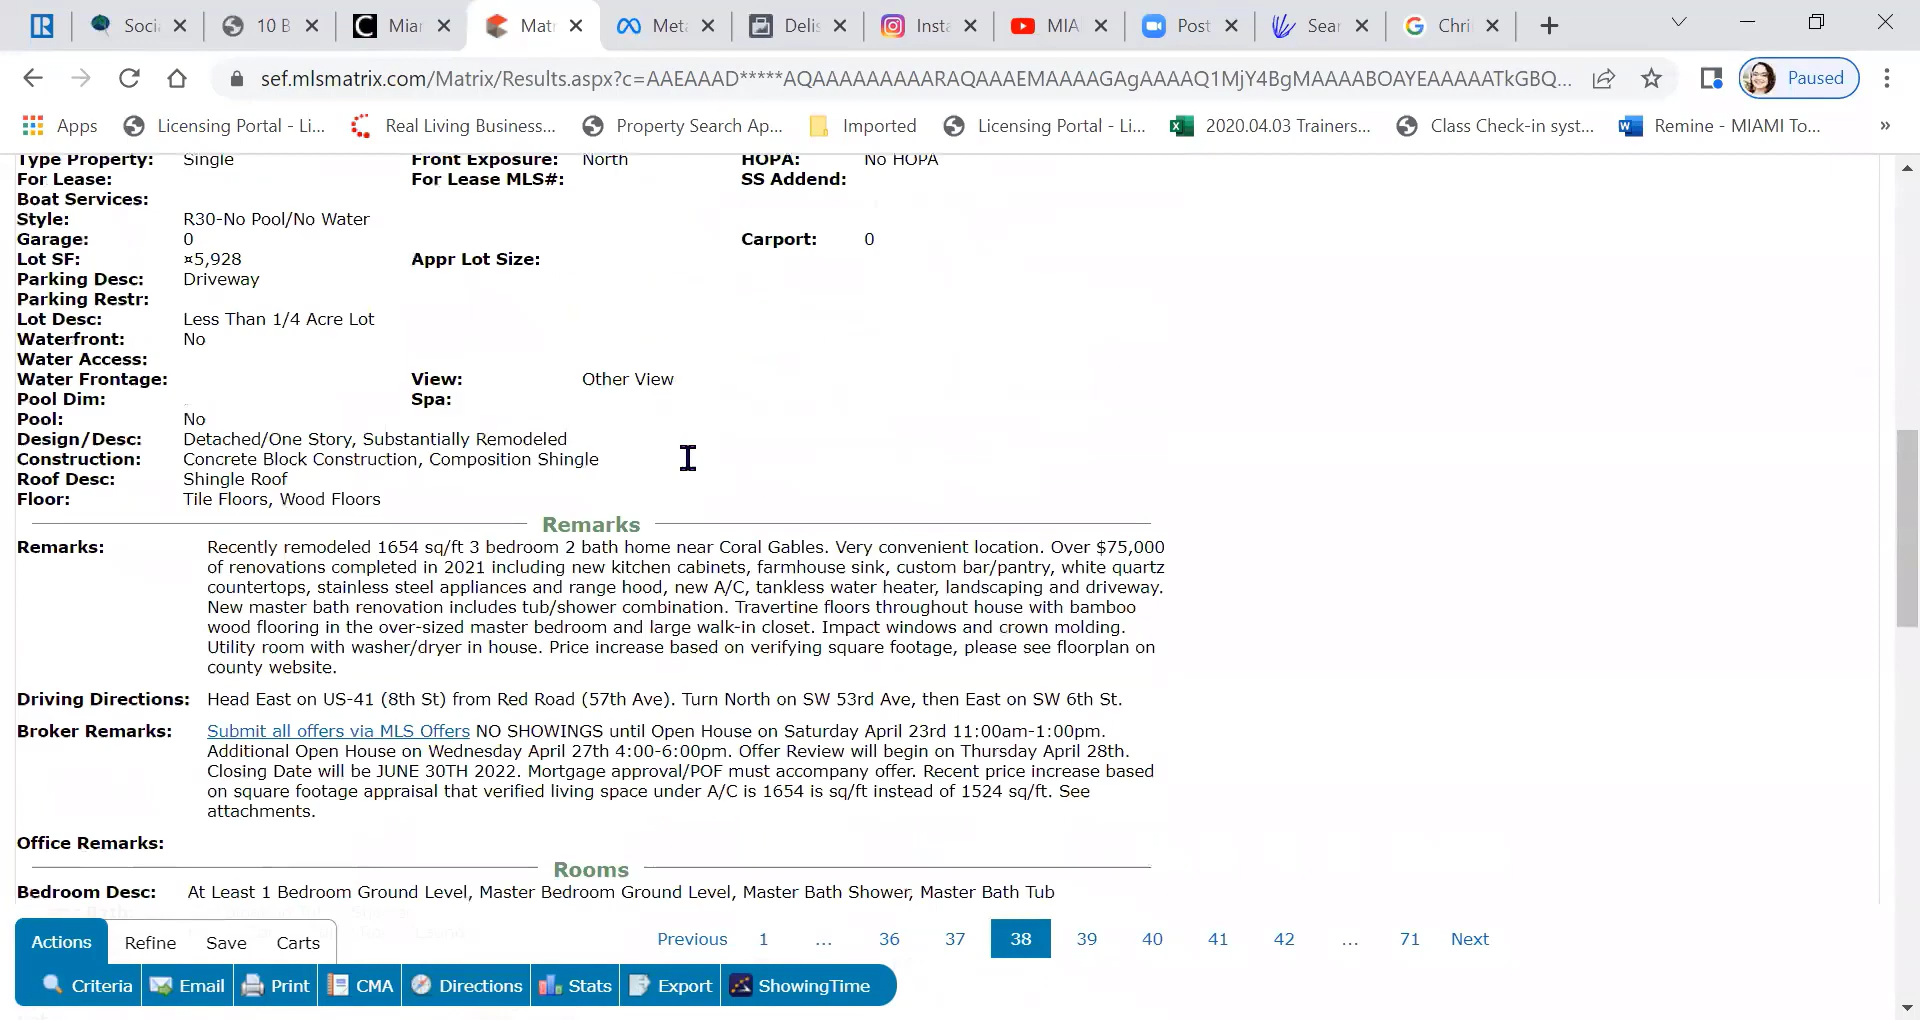 Soci
10 B
Miar
Matr
Meta
Delis
Insta
MIA
Post
Sear
Chri
sef.mlsmatrix.com/Matrix/Results.aspx?c=AAEAAAD*****AQAAAAAAAAARAQAAAEMAAAAGAgAAAAQ1MjY4BgMAAAABOAYEAAAAATkGBQ...
Paused
Apps
Licensing Portal - Li...
Real Living Business...
Property Search Ap...
Imported
Licensing Portal - Li...
2020.04.03 Trainers...
Class Check-in syst...
Remine - MIAMI To...
»
Type Property: Single Front Exposure: North HOPA: No HOPA
For Lease: For Lease MLS#: SS Addend:
Boat Services:
Style: R30-No Pool/No Water
Garage: 0 Carport: 0
Lot SF: ¤5,928 Appr Lot Size:
Parking Desc: Driveway
Parking Restr:
Lot Desc: Less Than 1/4 Acre Lot
Waterfront: No
Water Access:
Water Frontage: View: Other View
Pool Dim: Spa:
Pool: No
Design/Desc: Detached/One Story, Substantially Remodeled
Construction: Concrete Block Construction, Composition Shingle
Roof Desc: Shingle Roof
Floor: Tile Floors, Wood Floors
Remarks
Remarks: Recently remodeled 1654 sq/ft 3 bedroom 2 bath home near Coral Gables. Very convenient location. Over $75,000
of renovations completed in 2021 including new kitchen cabinets, farmhouse sink, custom bar/pantry, white quartz
countertops, stainless steel appliances and range hood, new A/C, tankless water heater, landscaping and driveway.
New master bath renovation includes tub/shower combination. Travertine floors throughout house with bamboo
wood flooring in the over-sized master bedroom and large walk-in closet. Impact windows and crown molding.
Utility room with washer/dryer in house. Price increase based on verifying square footage, please see floorplan on
county website.
Driving Directions: Head East on US-41 (8th St) from Red Road (57th Ave). Turn North on SW 53rd Ave, then East on SW 6th St.
Broker Remarks: Submit all offers via MLS Offers NO SHOWINGS until Open House on Saturday April 23rd 11:00am-1:00pm.
Additional Open House on Wednesday April 27th 4:00-6:00pm. Offer Review will begin on Thursday April 28th.
Closing Date will be JUNE 30TH 2022. Mortgage approval/POF must accompany offer. Recent price increase based
on square footage appraisal that verified living space under A/C is 1654 is sq/ft instead of 1524 sq/ft. See
attachments.
Office Remarks:
Rooms
Bedroom Desc: At Least 1 Bedroom Ground Level, Master Bedroom Ground Level, Master Bath Shower, Master Bath Tub
Actions Refine Save Carts
Previous 1 ... 36 37 38 39 40 41 42 ... 71 Next
Criteria Email Print CMA Directions Stats Export ShowingTime